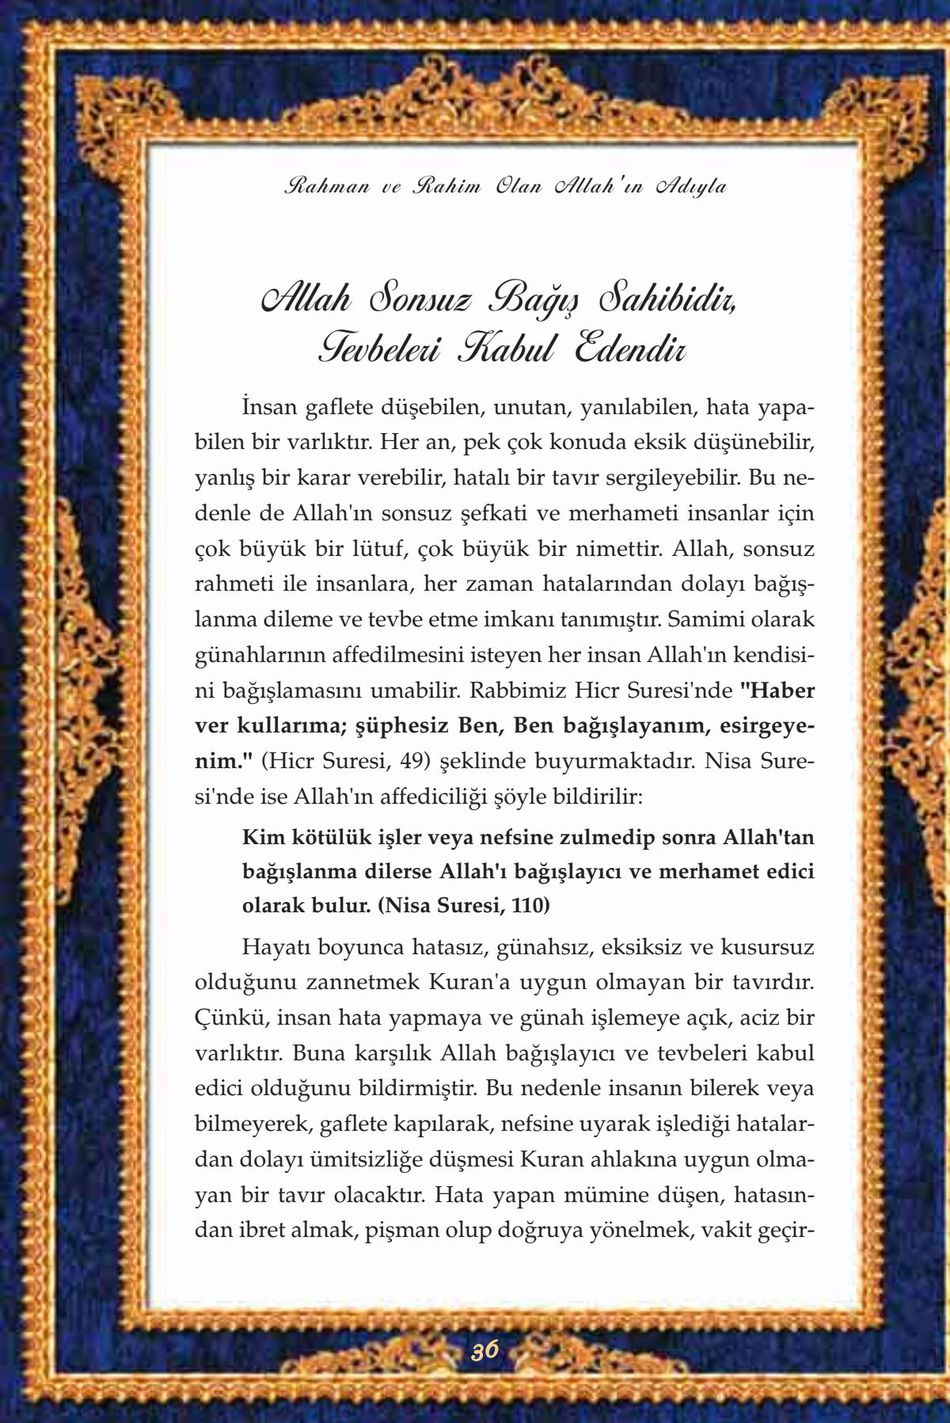 Rahman ve Rahim Olan Allah'ın Adıyla
Allah Sonsuz Bağış Sahibidir,
Tevbeleri Kabul Edendir
İnsan gaflete düşebilen, unutan, yanılabilen, hata yapa-
bilen bir varlıktır. Her an, pek çok konuda eksik düşünebilir,
yanlış bir karar verebilir, hatalı bir tavır sergileyebilir. Bu ne-
denle de Allah'ın sonsuz şefkati ve merhameti insanlar için
çok büyük bir lütuf, çok büyük bir nimettir. Allah, sonsuz
rahmeti ile insanlara, her zaman hatalarından dolayı bağış-
lanma dileme ve tevbe etme imkanı tanımıştır. Samimi olarak
günahlarının affedilmesini isteyen her insan Allah'ın kendisi-
ni bağışlamasını umabilir. Rabbimiz Hicr Suresi'nde "Haber
ver kullarıma; şüphesiz Ben, Ben bağışlayanım, esirgeye-
nim." (Hicr Suresi, 49) şeklinde buyurmaktadır. Nisa Sure-
si'nde ise Allah'ın affediciliği şöyle bildirilir:
Kim kötülük işler veya nefsine zulmedip sonra Allah'tan
bağışlanma dilerse Allah'ı bağışlayıcı ve merhamet edici
olarak bulur. (Nisa Suresi, 110)
Hayatı boyunca hatasız, günahsız, eksiksiz ve kusursuz
olduğunu zannetmek Kuran'a uygun olmayan bir tavırdır.
Çünkü, insan hata yapmaya ve günah işlemeye açık, aciz bir
varlıktır. Buna karşılık Allah bağışlayıcı ve tevbeleri kabul
edici olduğunu bildirmiştir. Bu nedenle insanın bilerek veya
bilmeyerek, gaflete kapılarak, nefsine uyarak işlediği hatalar-
dan dolayı ümitsizliğe düşmesi Kuran ahlakına uygun olma-
yan bir tavır olacaktır. Hata yapan mümine düşen, hatasın-
dan ibret almak, pişman olup doğruya yönelmek, vakit geçir-
36